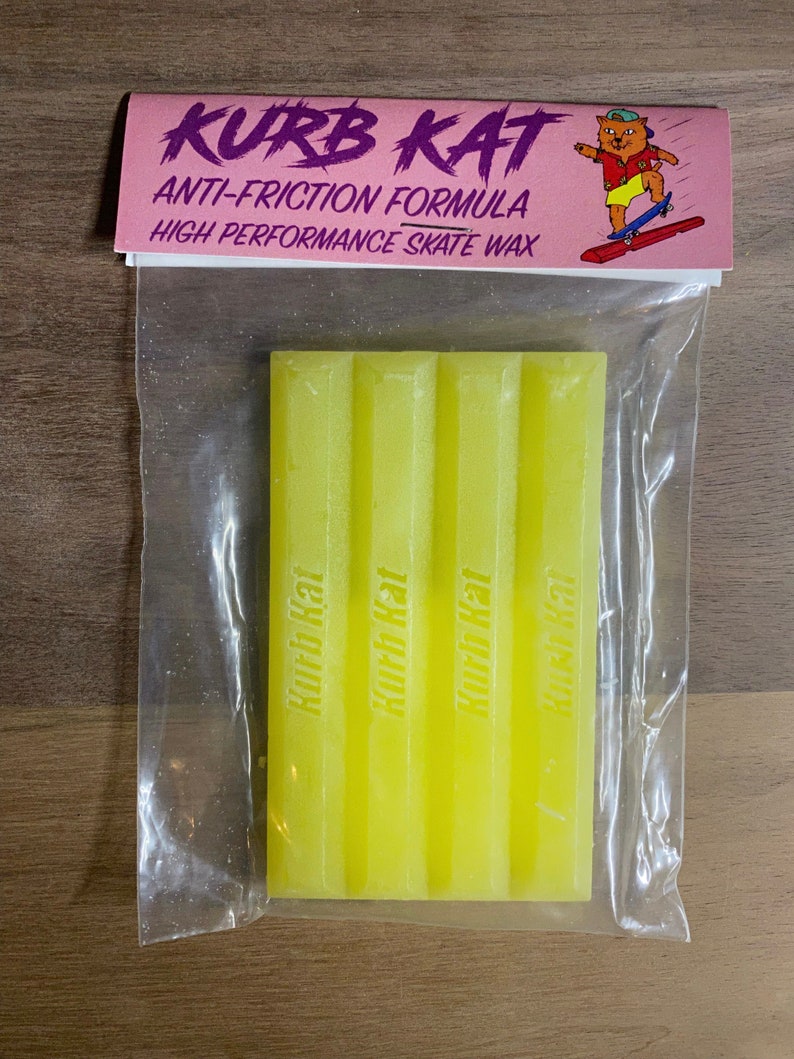 KURB KAT
ANTI-FRICTION FORMULA
HIGH PERFORMANCE SKATE WAX
Kurb Kat
Kurb Kat
Kurb Kat
Kurb Kat